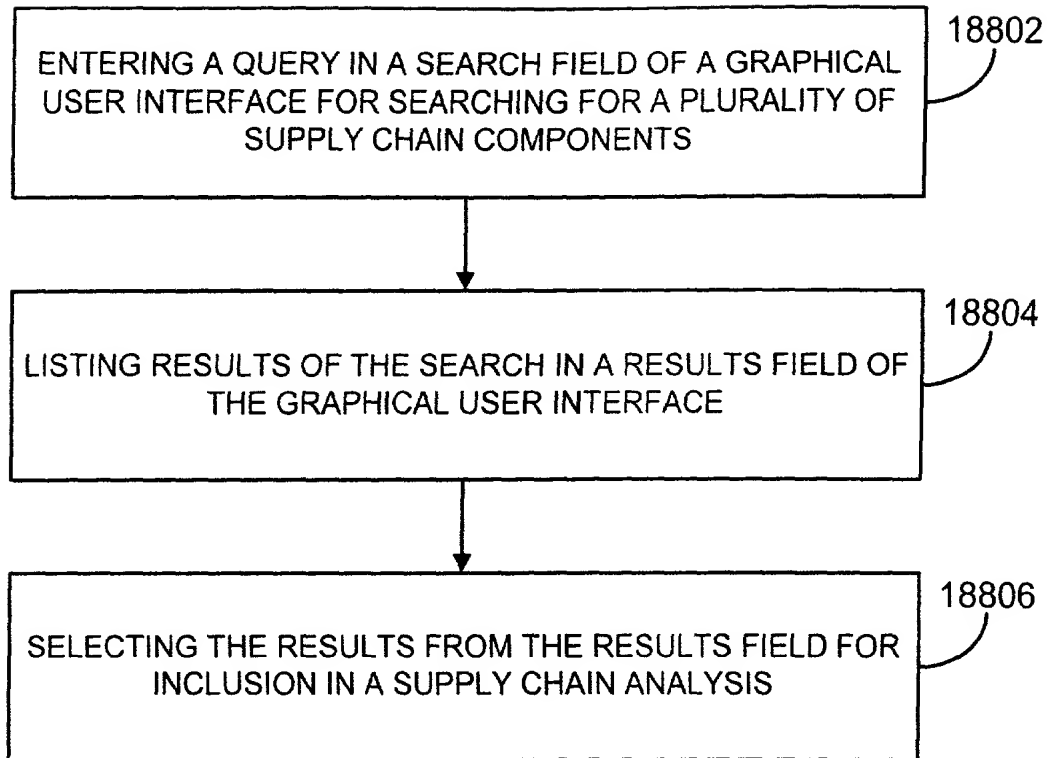 18802
ENTERING A QUERY IN A SEARCH FIELD OF A GRAPHICAL
USER INTERFACE FOR SEARCHING FOR A PLURALITY OF
SUPPLY CHAIN COMPONENTS
18804
LISTING RESULTS OF THE SEARCH IN A RESULTS FIELD OF
THE GRAPHICAL USER INTERFACE
18806
SELECTING THE RESULTS FROM THE RESULTS FIELD FOR
INCLUSION IN A SUPPLY CHAIN ANALYSIS